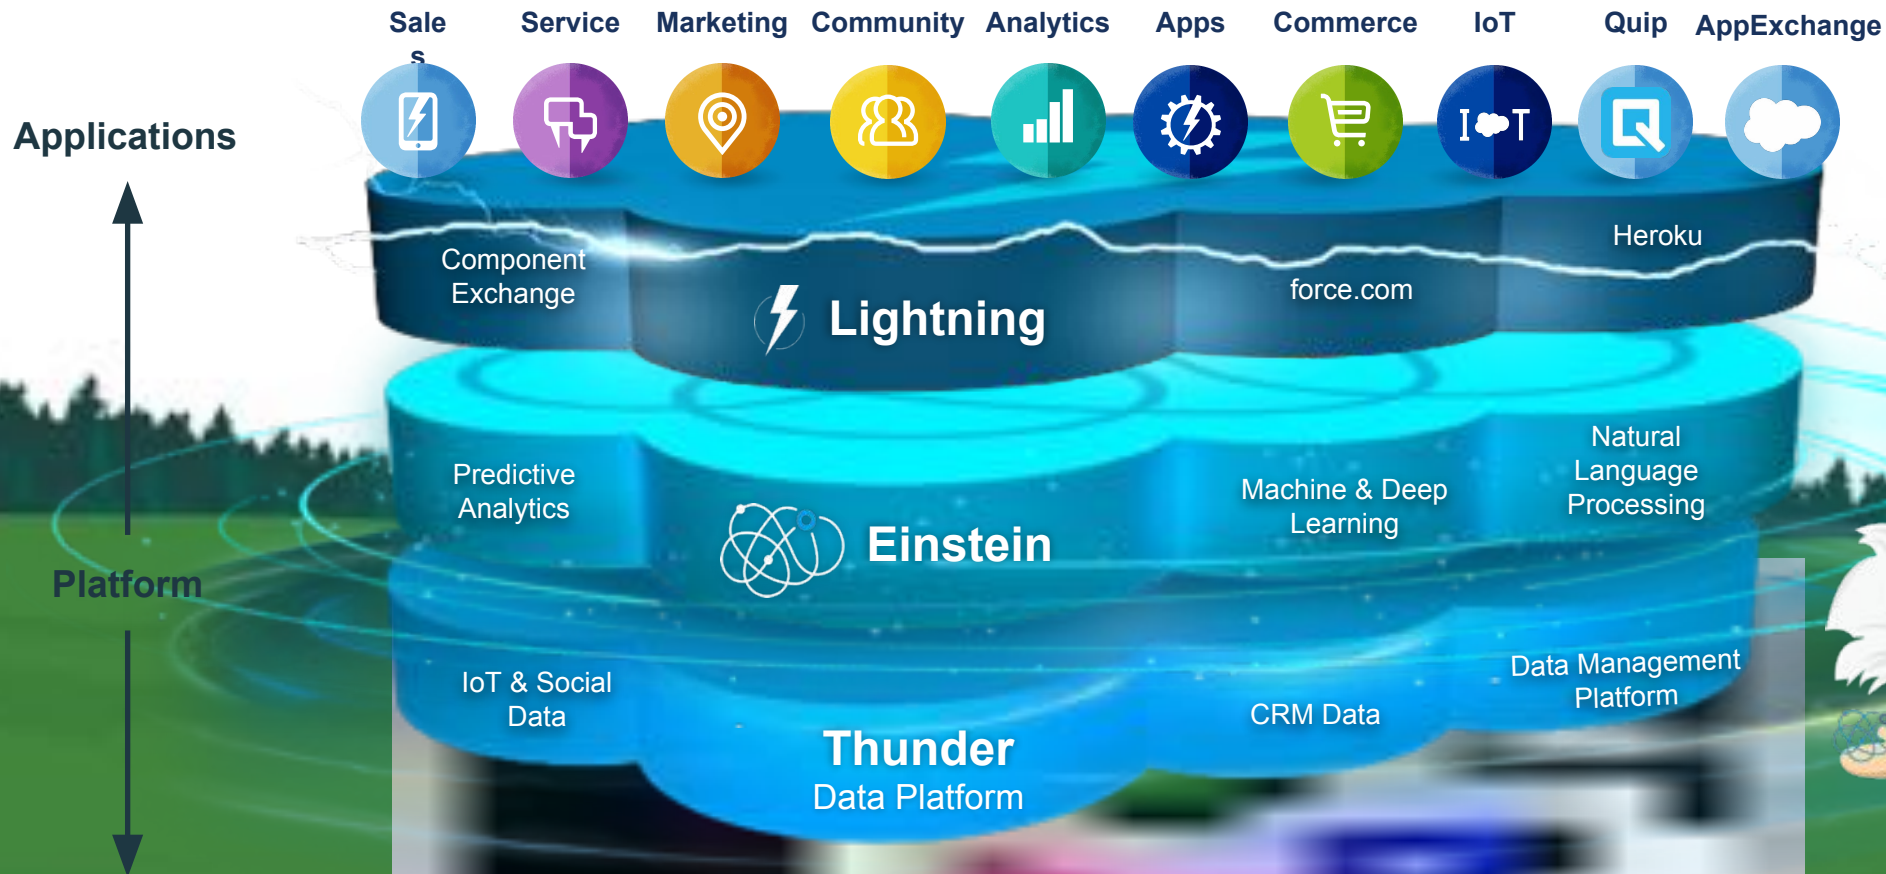 Sale
s
Service
Marketing
Community
Analytics
Apps
Commerce
IoT
Quip
AppExchange
Applications
I T
Component
Exchange
Lightning
force.com
Heroku
Predictive
Analytics
Einstein
Machine & Deep
Learning
Natural
Language
Processing
Platform
IoT & Social
Data
Thunder
Data Platform
CRM Data
Data Management
Platform